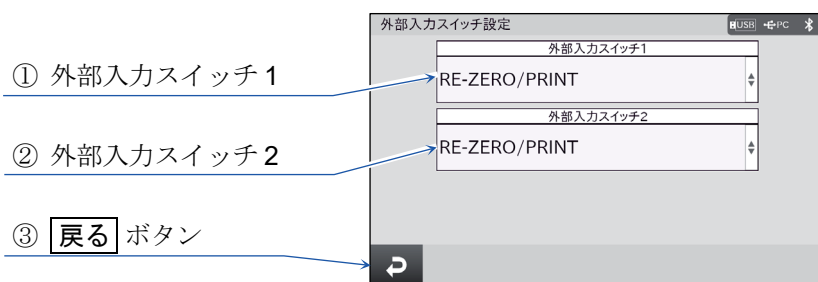 外部入力スイッチ設定
USB PC
外部入力スイッチ1
① 外部入力スイッチ1
RE-ZERO/PRINT
外部入力スイッチ2
② 外部入力スイッチ2
RE-ZERO/PRINT
③ 戻る ボタン